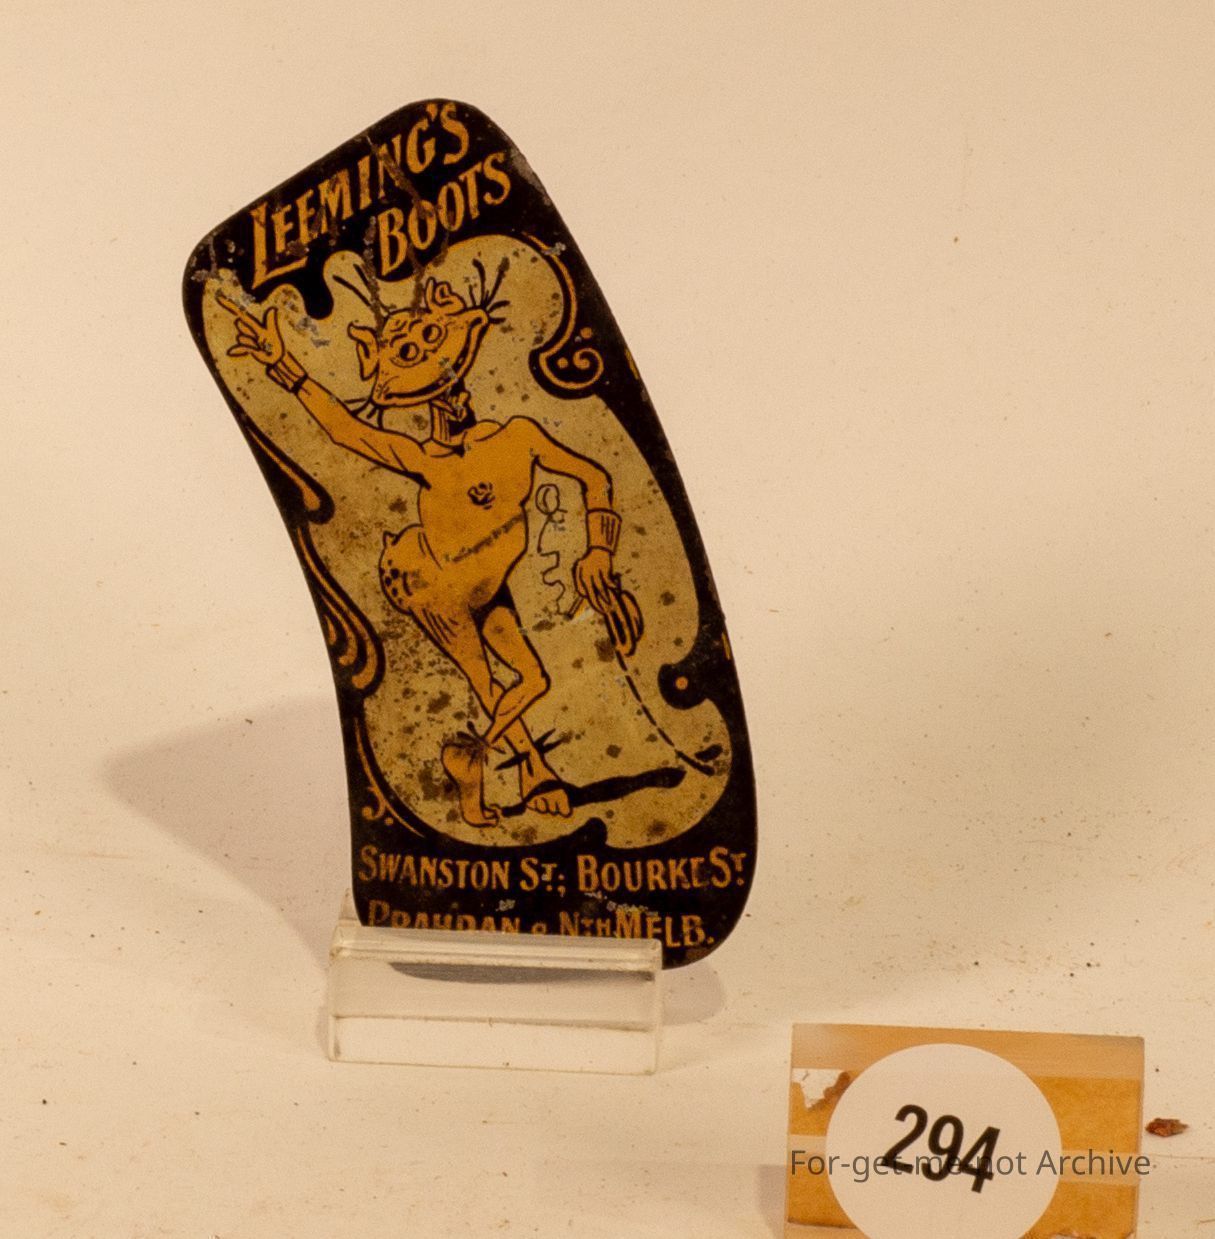 LEEMING'S
BOOTS
SWANSTON ST.; BOURKE ST.
PRAHRAN & NTH MELB.
294
For-get-me-not Archive